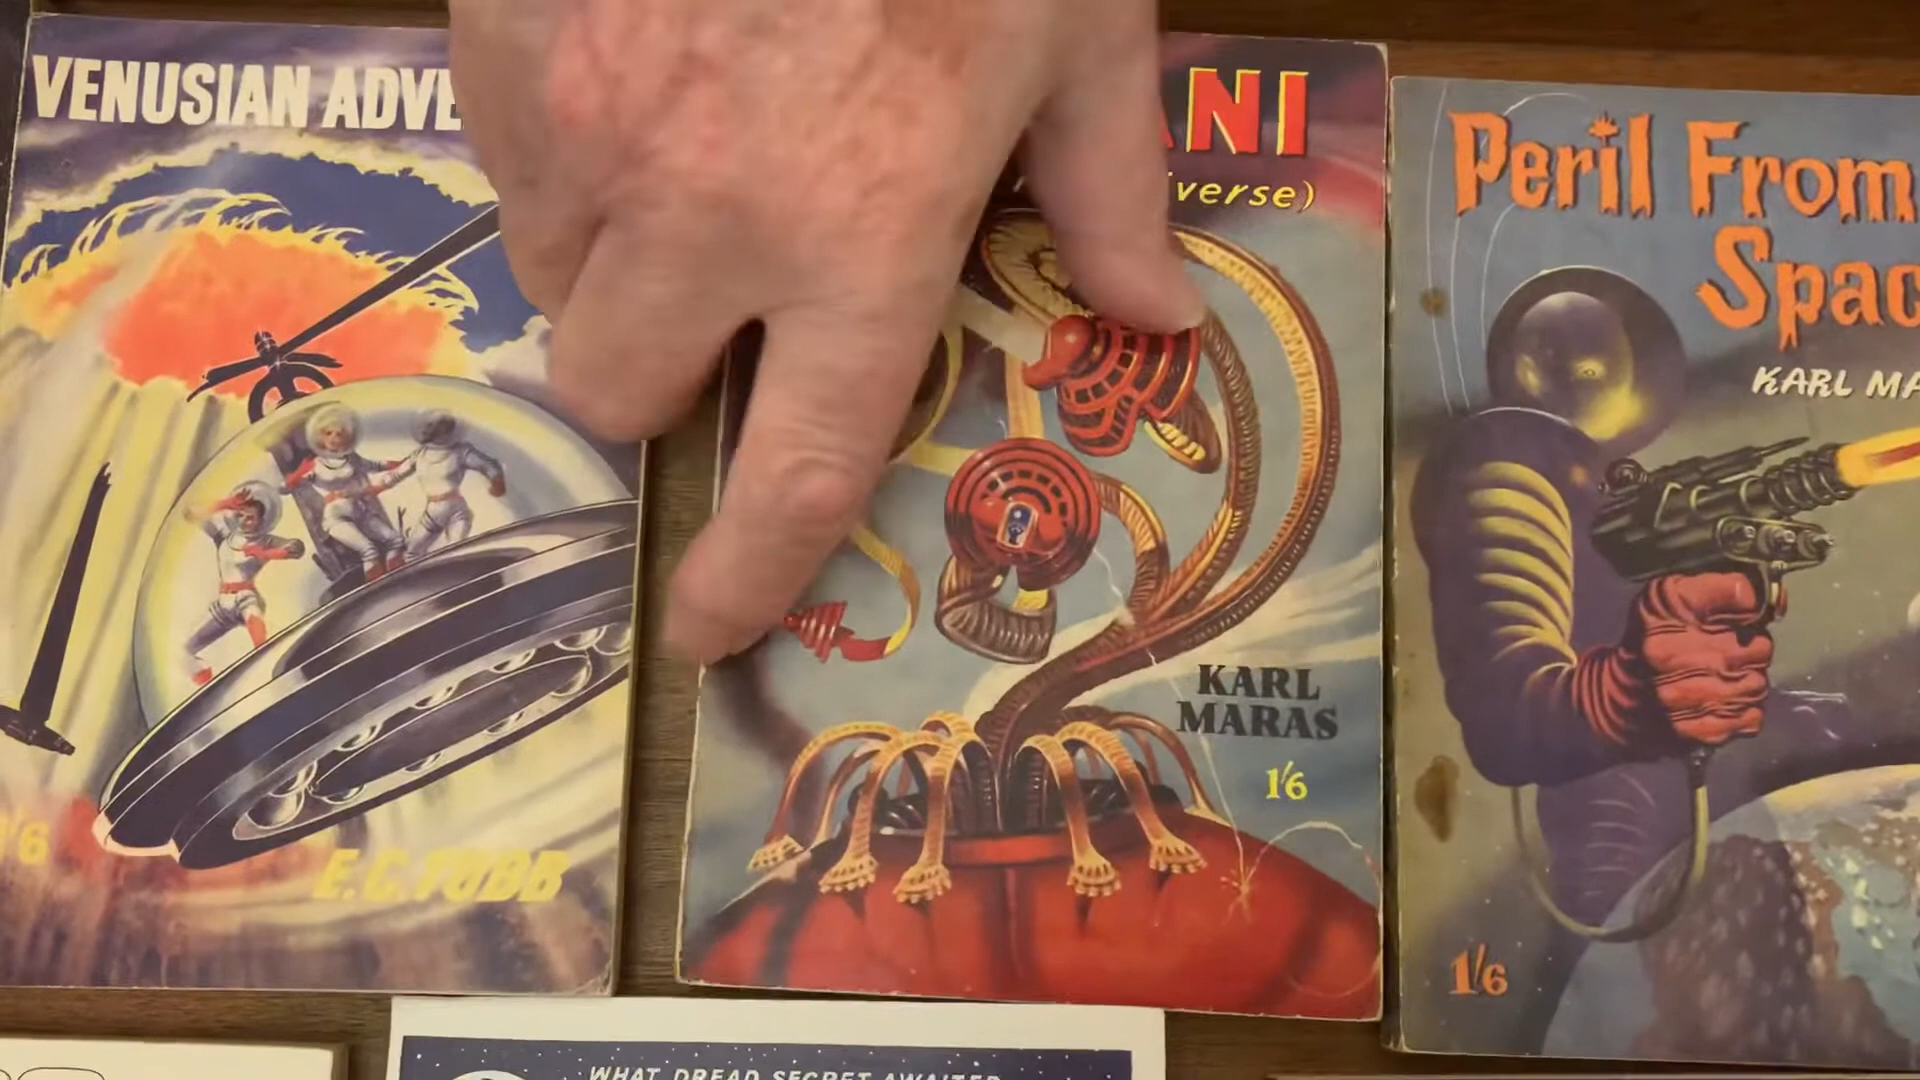 VENUSIAN ADVE
1/6
E.C. TUBB
ANI
verse)
KARL
MARAS
1/6
Peril From
Spac
KARL MA
1/6
WHAT DREAD SECRET AWAITED